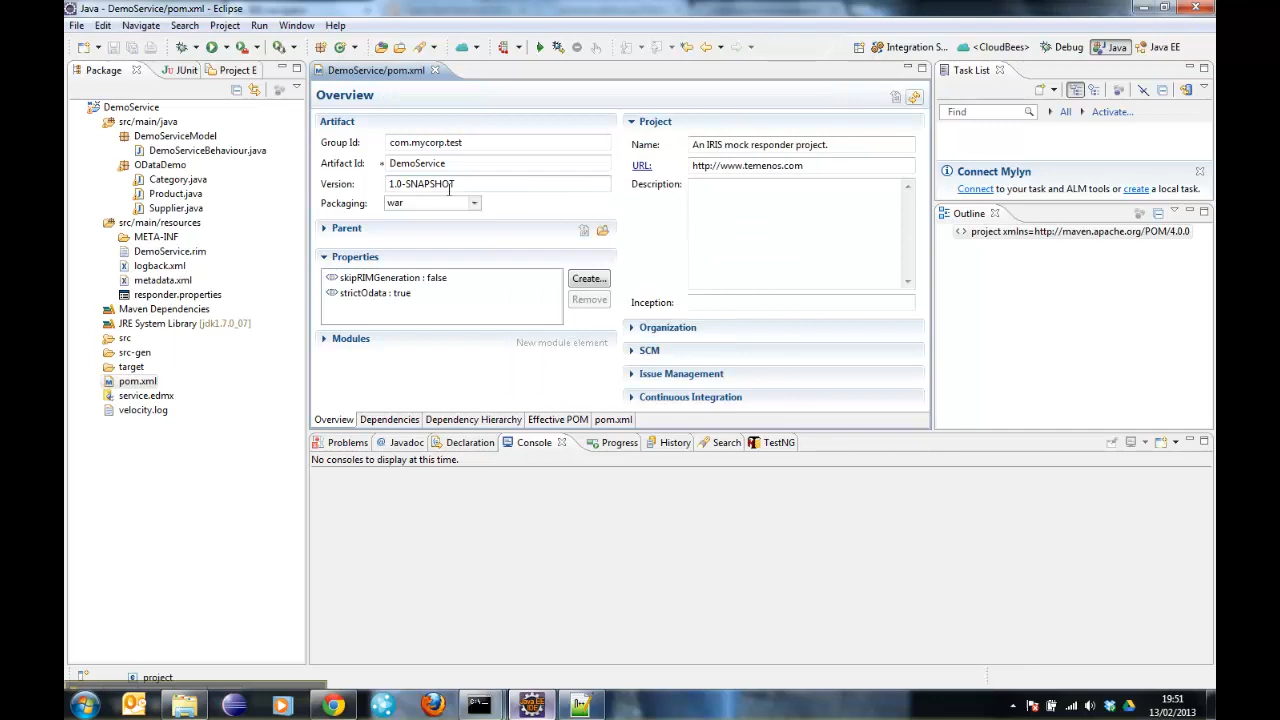 Java - DemoService/pom.xml - Eclipse
File Edit Navigate Search Project Run Window Help
Integration S... <CloudBees> Debug Java Java EE
Package JUnit Project E
DemoService
src/main/java
DemoServiceModel
DemoServiceBehaviour.java
ODataDemo
Category.java
Product.java
Supplier.java
src/main/resources
META-INF
DemoService.rim
logback.xml
metadata.xml
responder.properties
Maven Dependencies
JRE System Library [jdk1.7.0_07]
src
src-gen
target
pom.xml
service.edmx
velocity.log
DemoService/pom.xml
Overview
Artifact
Group Id: com.mycorp.test
Artifact Id: * DemoService
Version: 1.0-SNAPSHOT
Packaging: war
Parent
Properties
skipRIMGeneration : false
strictOdata : true
Create...
Remove
Modules New module element
Project
Name: An IRIS mock responder project.
URL: http://www.temenos.com
Description:
Inception:
Organization
SCM
Issue Management
Continuous Integration
Overview Dependencies Dependency Hierarchy Effective POM pom.xml
Problems Javadoc Declaration Console Progress History Search TestNG
No consoles to display at this time.
Task List
Find All Activate...
Connect Mylyn
Connect to your task and ALM tools or create a local task.
Outline
project xmlns=http://maven.apache.org/POM/4.0.0
project
19:51
13/02/2013